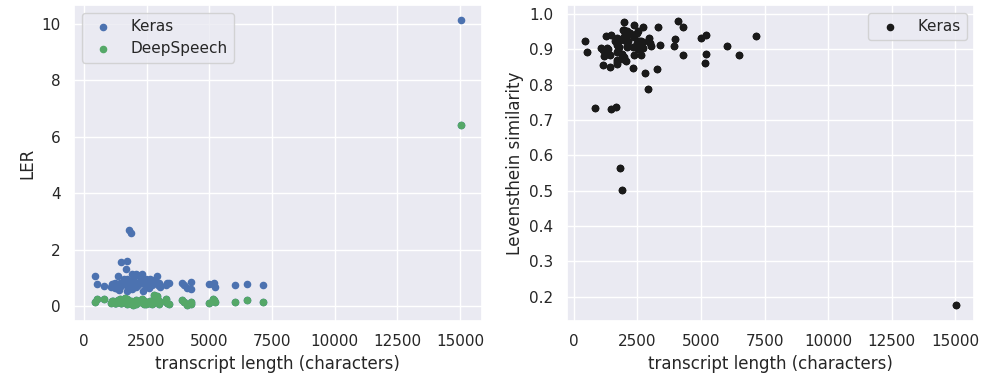 10
8
6
4
2
0
LER
Keras
DeepSpeech
0 2500 5000 7500 10000 12500 15000
transcript length (characters)
1.0
0.9
0.8
0.7
0.6
0.5
0.4
0.3
0.2
Levensthein similarity
Keras
0 2500 5000 7500 10000 12500 15000
transcript length (characters)